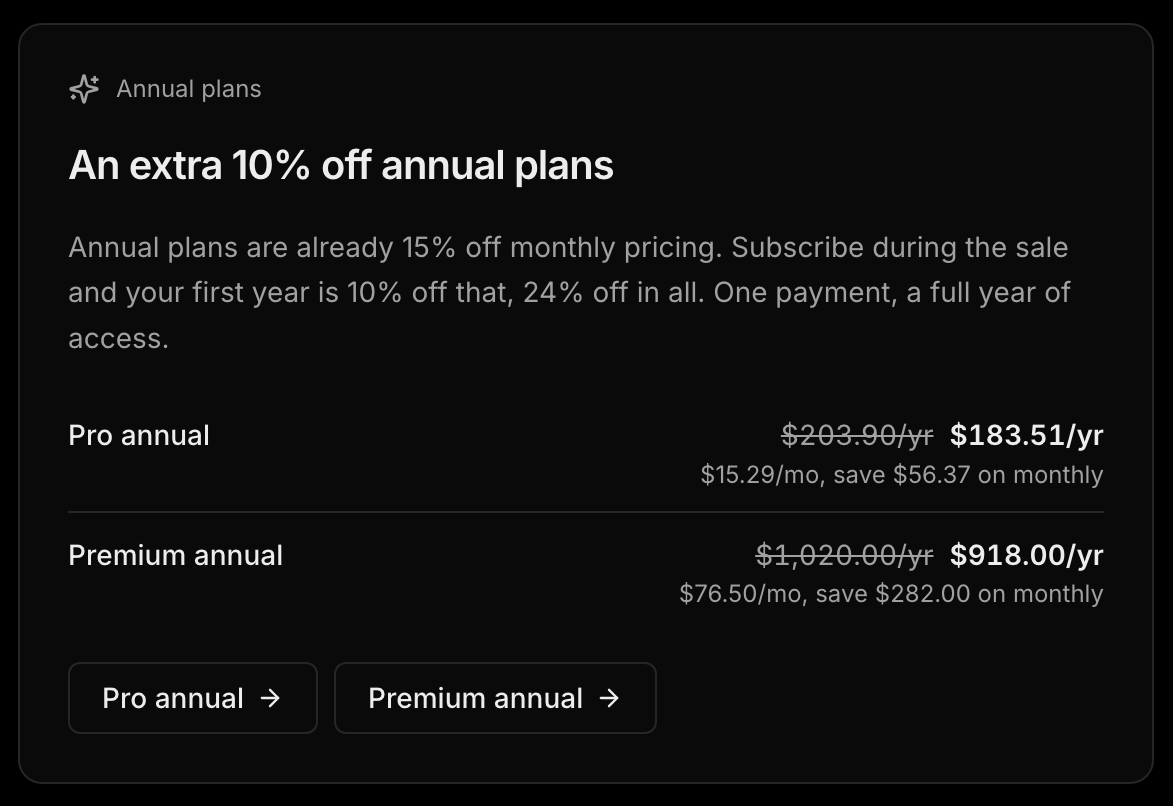 Annual plans
An extra 10% off annual plans
Annual plans are already 15% off monthly pricing. Subscribe during the sale
and your first year is 10% off that, 24% off in all. One payment, a full year of
access.
Pro annual
$203.90/yr $183.51/yr
$15.29/mo, save $56.37 on monthly
Premium annual
$1,020.00/yr $918.00/yr
$76.50/mo, save $282.00 on monthly
Pro annual →
Premium annual →